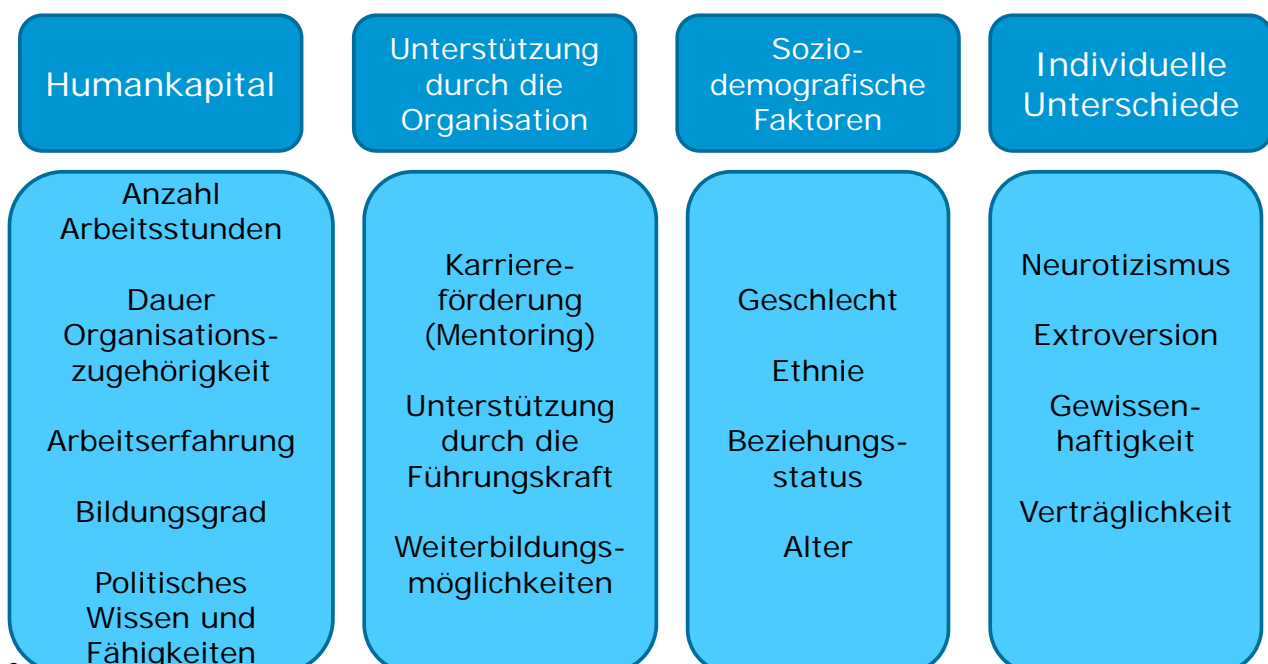 Humankapital
Anzahl
Arbeitsstunden
Dauer
Organisations-
zugehörigkeit
Arbeitserfahrung
Bildungsgrad
Politisches
Wissen und
Fähigkeiten
Unterstützung
durch die
Organisation
Karriere-
förderung
(Mentoring)
Unterstützung
durch die
Führungskraft
Weiterbildungs-
möglichkeiten
Sozio-
demografische
Faktoren
Geschlecht
Ethnie
Beziehungs-
status
Alter
Individuelle
Unterschiede
Neurotizismus
Extroversion
Gewissen-
haftigkeit
Verträglichkeit